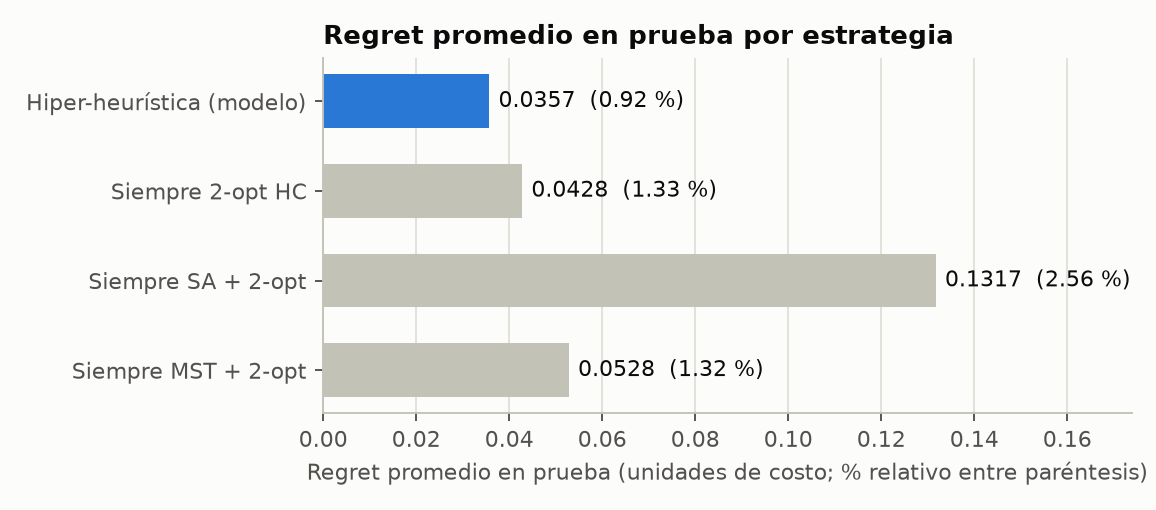 Regret promedio en prueba por estrategia
Hiper-heurística (modelo)
0.0357 (0.92 %)
Siempre 2-opt HC
0.0428 (1.33 %)
Siempre SA + 2-opt
0.1317 (2.56 %)
Siempre MST + 2-opt
0.0528 (1.32 %)
0.00 0.02 0.04 0.06 0.08 0.10 0.12 0.14 0.16
Regret promedio en prueba (unidades de costo; % relativo entre paréntesis)